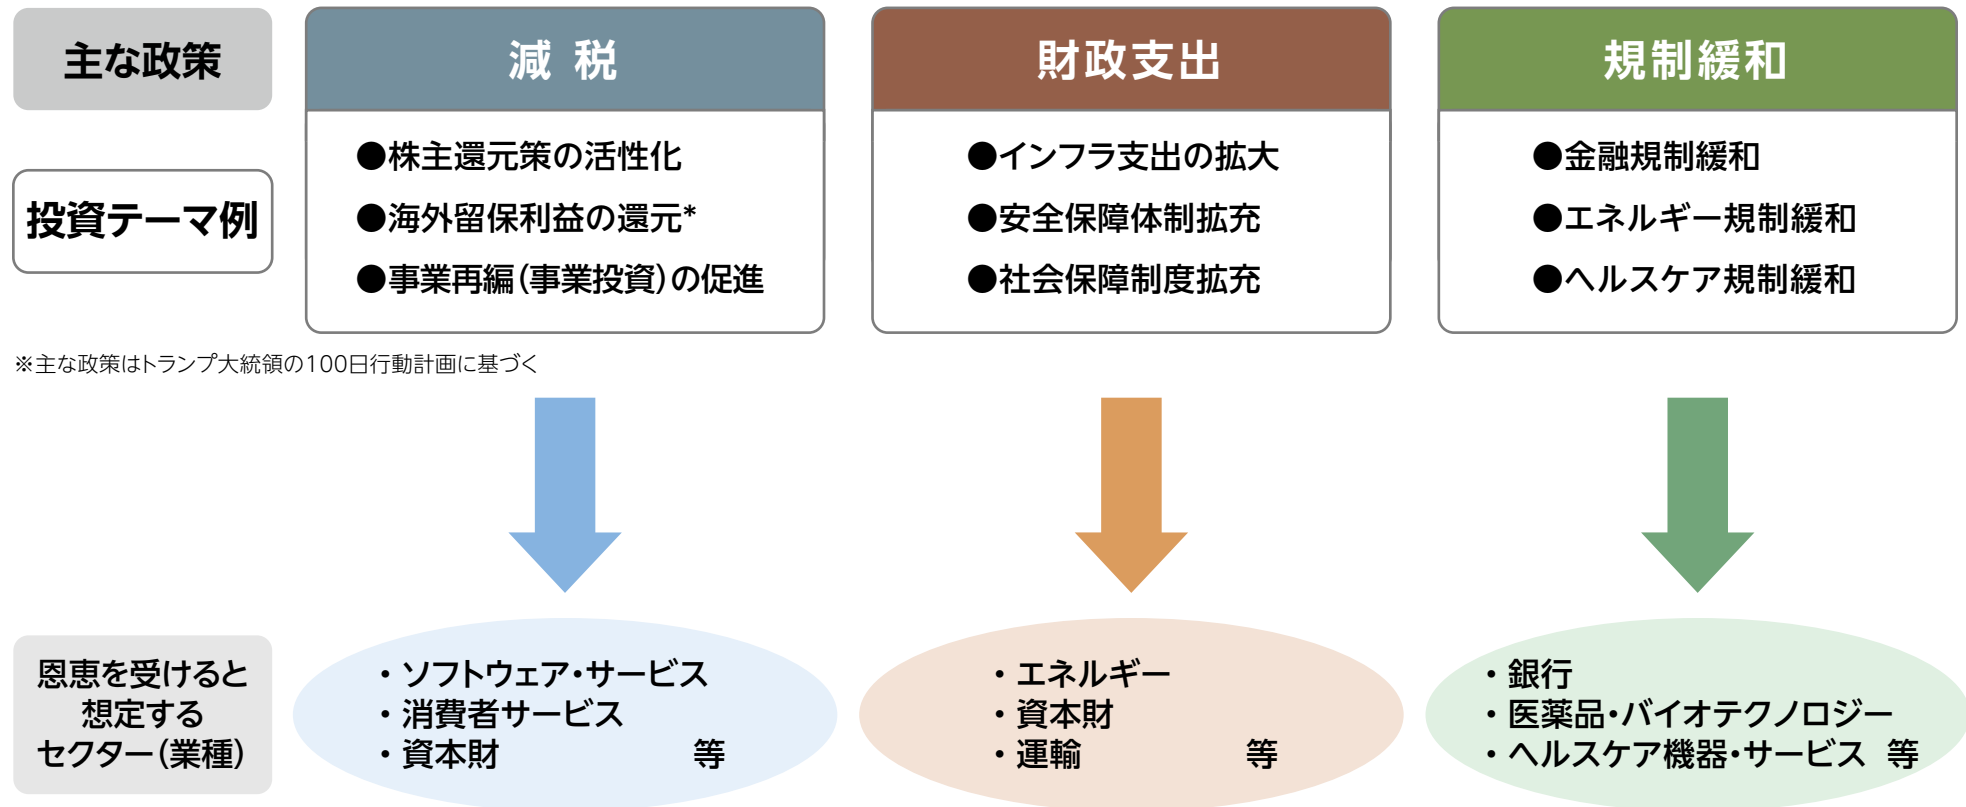 主な政策
減 税
財政支出
規制緩和
投資テーマ例
●株主還元策の活性化
●海外留保利益の還元*
●事業再編(事業投資)の促進
●インフラ支出の拡大
●安全保障体制拡充
●社会保障制度拡充
●金融規制緩和
●エネルギー規制緩和
●ヘルスケア規制緩和
※主な政策はトランプ大統領の100日行動計画に基づく
恩恵を受けると
想定する
セクター(業種)
・ソフトウェア・サービス
・消費者サービス
・資本財 等
・エネルギー
・資本財
・運輸 等
・銀行
・医薬品・バイオテクノロジー
・ヘルスケア機器・サービス 等